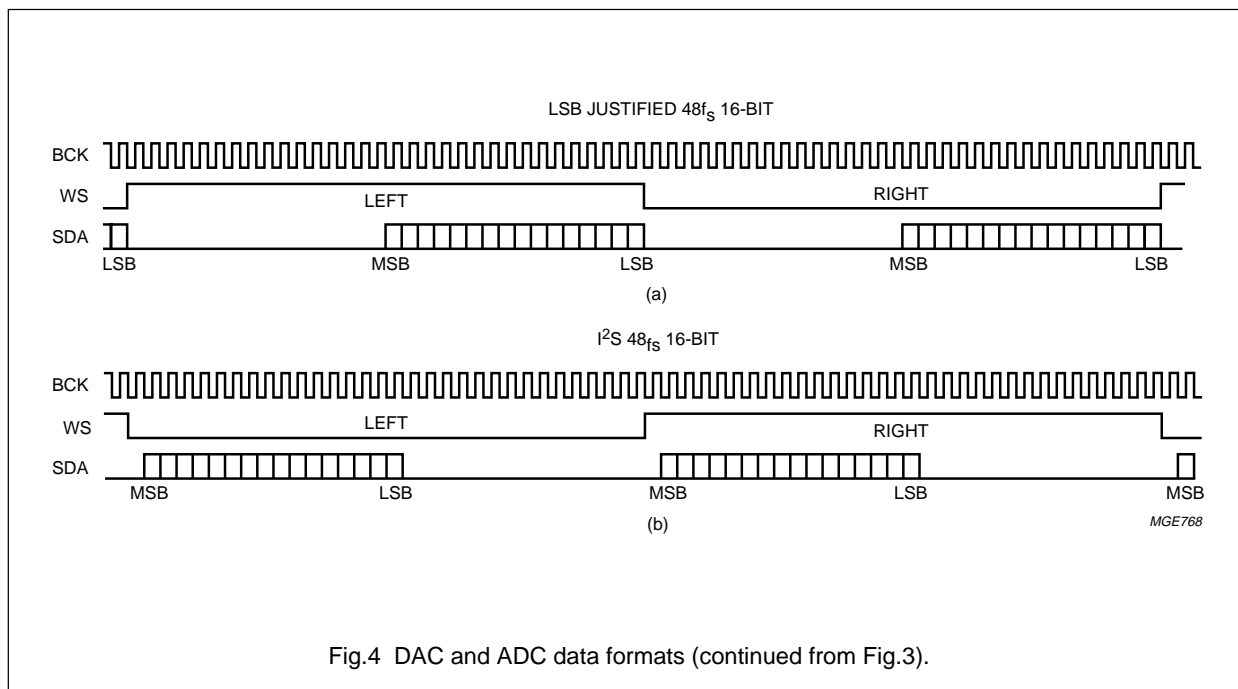 LSB JUSTIFIED 48fs 16-BIT
BCK
WS LEFT RIGHT
SDA
LSB MSB LSB MSB LSB
(a)
I²S 48fs 16-BIT
BCK
WS LEFT RIGHT
SDA
MSB LSB MSB LSB MSB
(b) MGE768
Fig.4 DAC and ADC data formats (continued from Fig.3).